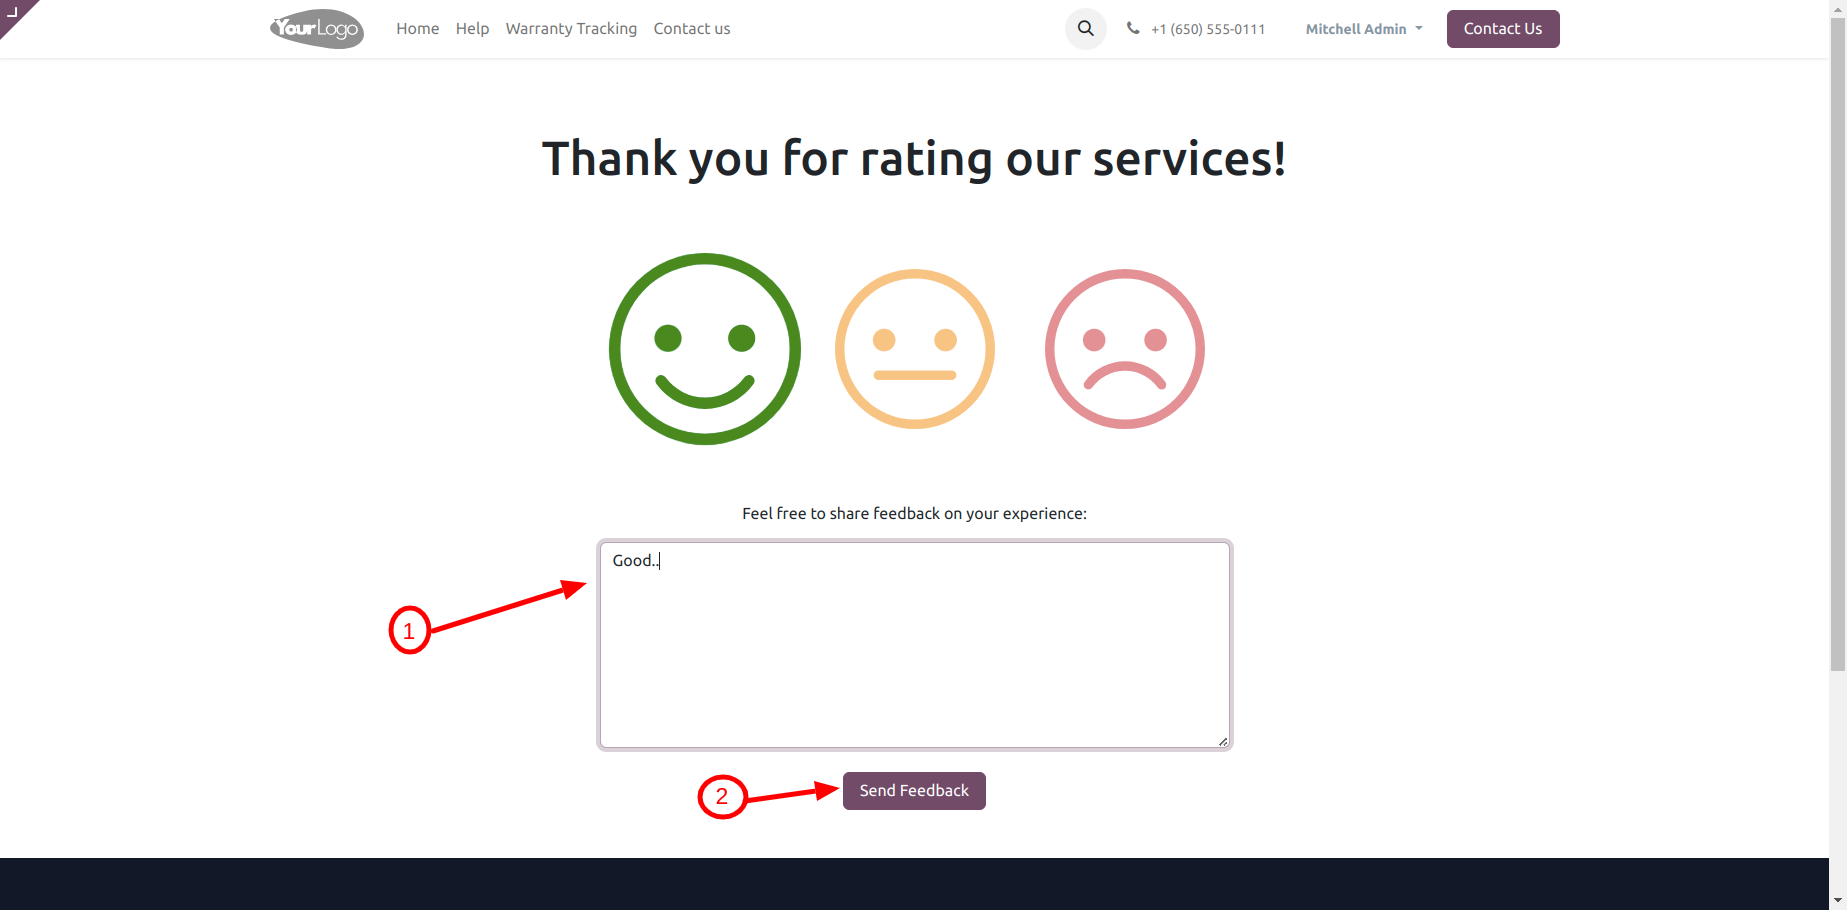 YourLogo Home Help Warranty Tracking Contact us +1 (650) 555-0111 Mitchell Admin Contact Us
Thank you for rating our services!
Feel free to share feedback on your experience:
Good..
1
2 Send Feedback